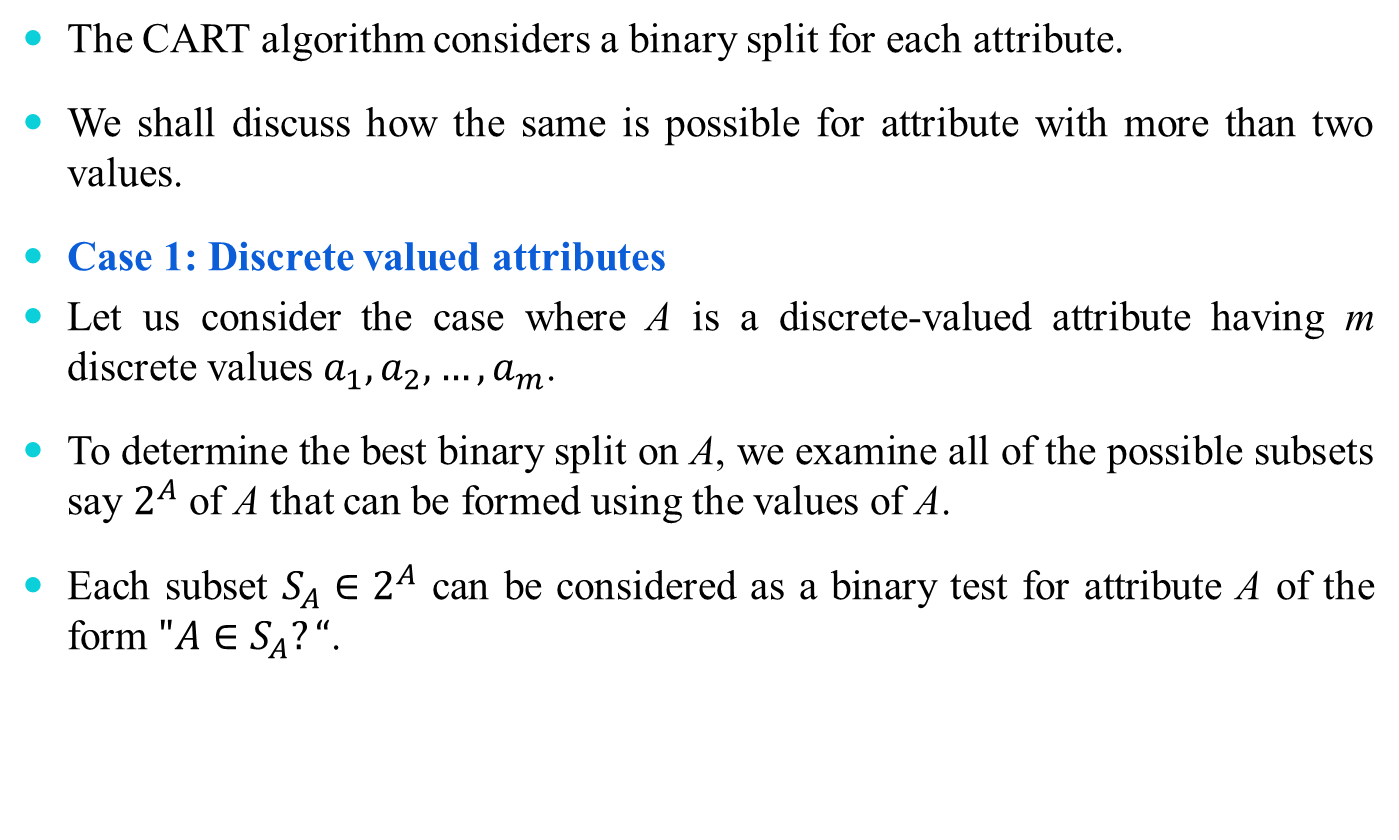 • The CART algorithm considers a binary split for each attribute.
• We shall discuss how the same is possible for attribute with more than two
values.
• Case 1: Discrete valued attributes
• Let us consider the case where A is a discrete-valued attribute having m
discrete values a₁, a₂, … , aₘ.
• To determine the best binary split on A, we examine all of the possible subsets
say 2ᴬ of A that can be formed using the values of A.
• Each subset S_A ∈ 2ᴬ can be considered as a binary test for attribute A of the
form "A ∈ S_A? “.